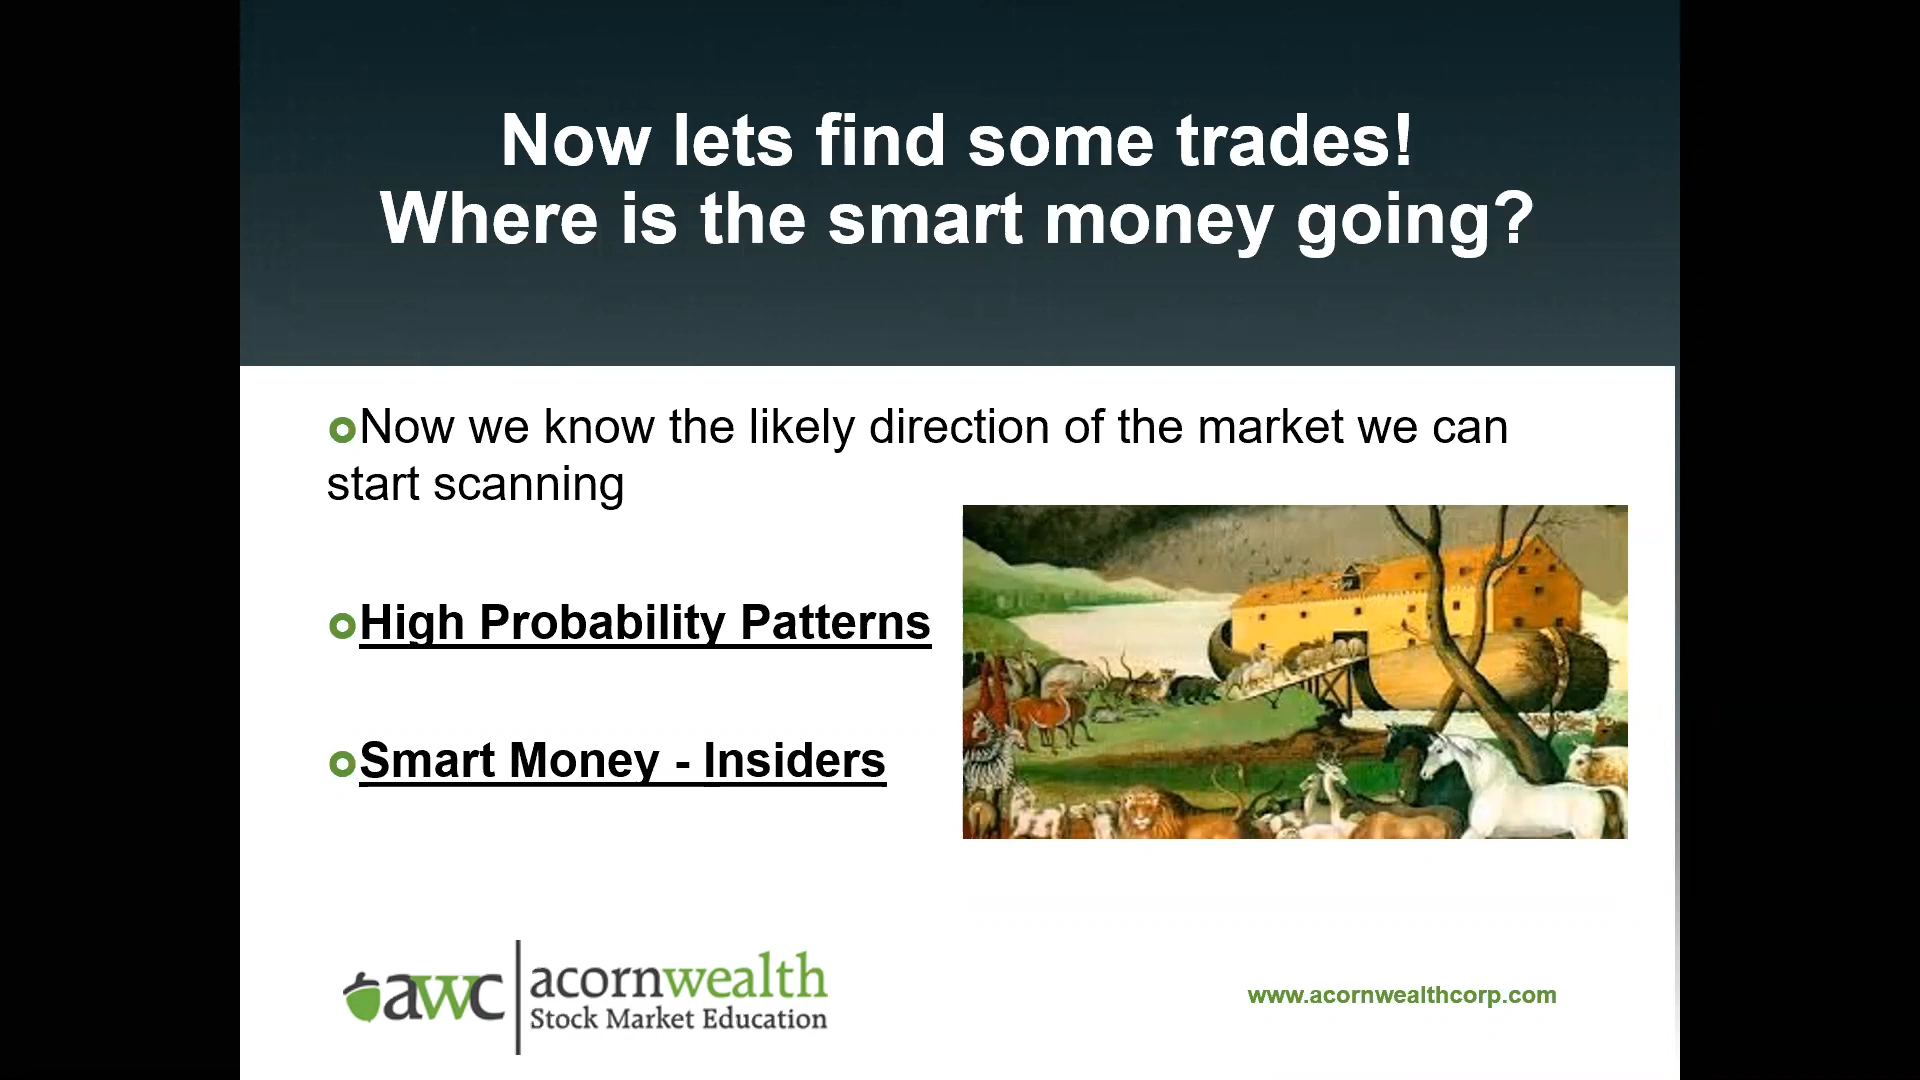 Now lets find some trades!
Where is the smart money going?
Now we know the likely direction of the market we can
start scanning
High Probability Patterns
Smart Money - Insiders
awc
acornwealth
Stock Market Education
www.acornwealthcorp.com